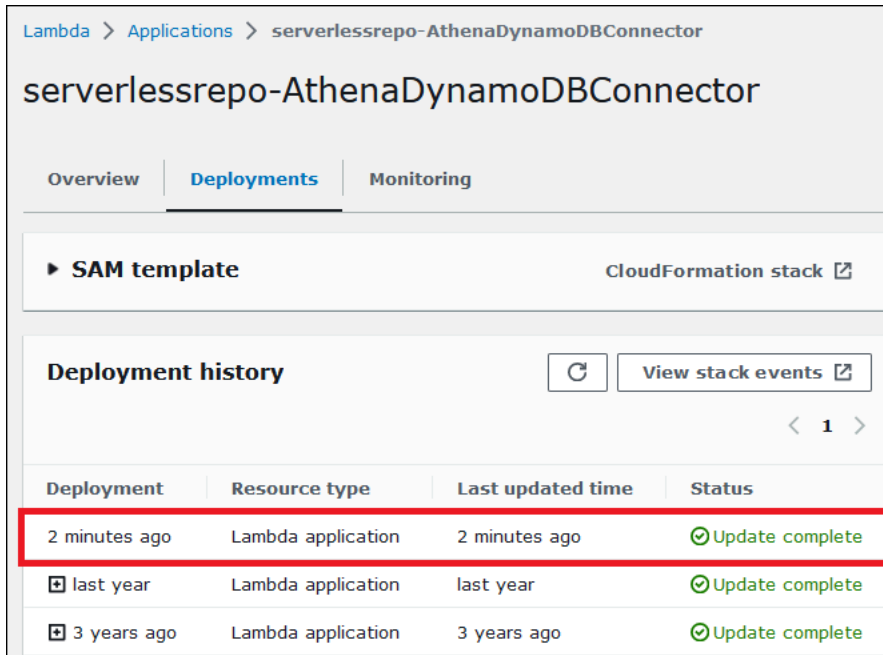 Lambda > Applications > serverlessrepo-AthenaDynamoDBConnector
serverlessrepo-AthenaDynamoDBConnector
Overview Deployments Monitoring
SAM template CloudFormation stack
Deployment history View stack events
< 1 >
Deployment Resource type Last updated time Status
2 minutes ago Lambda application 2 minutes ago Update complete
last year Lambda application last year Update complete
3 years ago Lambda application 3 years ago Update complete